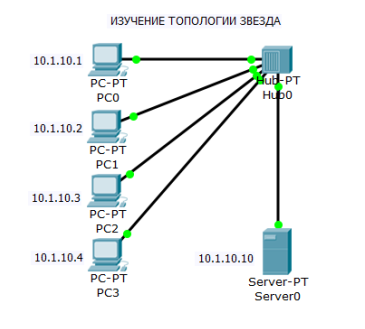 ИЗУЧЕНИЕ ТОПОЛОГИИ ЗВЕЗДА
10.1.10.1
PC-PT
PC0
Hub-PT
Hub0
10.1.10.2
PC-PT
PC1
10.1.10.3
PC-PT
PC2
10.1.10.4
PC-PT
PC3
10.1.10.10
Server-PT
Server0